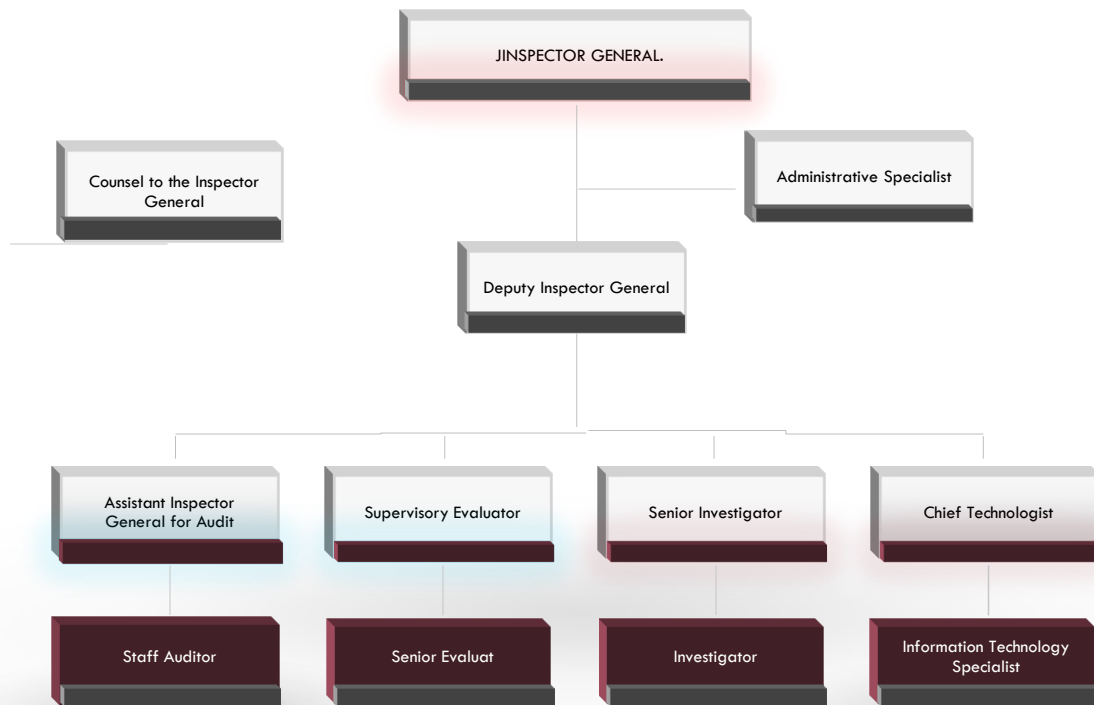 JINSPECTOR GENERAL.
Counsel to the Inspector
General
Administrative Specialist
Deputy Inspector General
Assistant Inspector
General for Audit
Supervisory Evaluator
Senior Investigator
Chief Technologist
Staff Auditor
Senior Evaluat
Investigator
Information Technology
Specialist